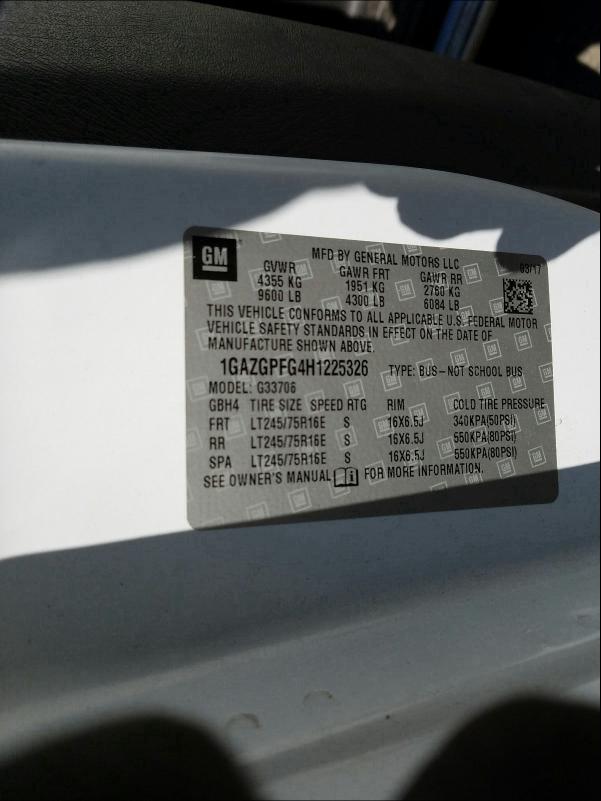 GM
MFD BY GENERAL MOTORS LLC 03/17
GVWR GAWR FRT GAWR RR
4355 KG 1951 KG 2760 KG
9600 LB 4300 LB 6084 LB
THIS VEHICLE CONFORMS TO ALL APPLICABLE U.S. FEDERAL MOTOR
VEHICLE SAFETY STANDARDS IN EFFECT ON THE DATE OF
MANUFACTURE SHOWN ABOVE.
1GAZGPFG4H1225326 TYPE: BUS–NOT SCHOOL BUS
MODEL: G33706
GBH4 TIRE SIZE SPEED RTG RIM COLD TIRE PRESSURE
FRT LT245/75R16E S 16X6.5J 340KPA(50PSI)
RR LT245/75R16E S 16X6.5J 550KPA(80PSI)
SPA LT245/75R16E S 16X6.5J 550KPA(80PSI)
SEE OWNER'S MANUAL i FOR MORE INFORMATION.